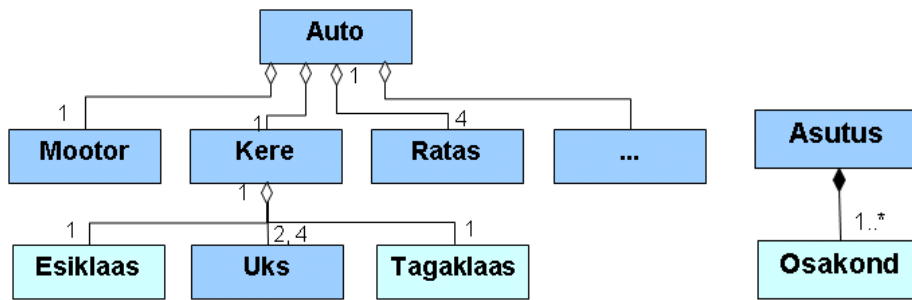 Auto
1
1
1
4
Mootor
Kere
Ratas
...
Asutus
1
1
2, 4
1
1..*
Esiklaas
Uks
Tagaklaas
Osakond